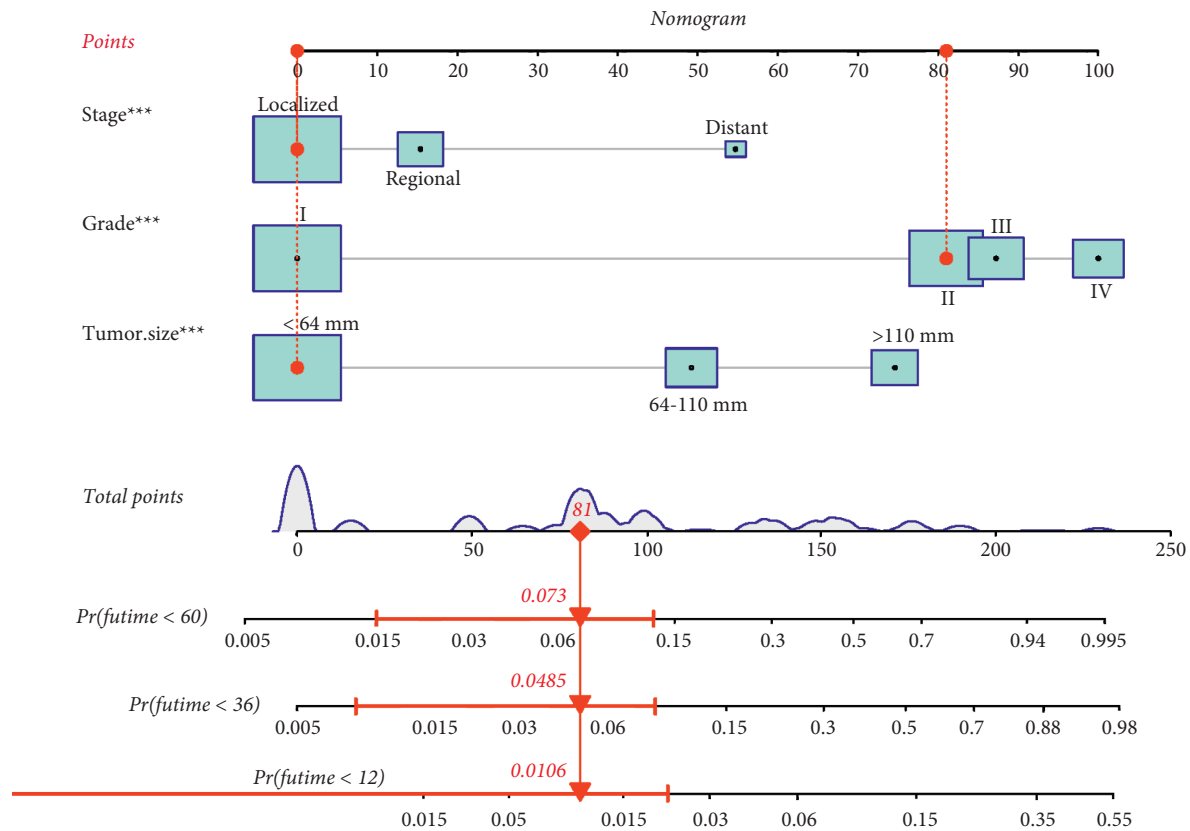 Nomogram
Points
0 10 20 30 40 50 60 70 80 90 100
Localized
Stage***
Distant
Regional
I
Grade***
III
II
IV
< 64 mm
Tumor.size***
>110 mm
64-110 mm
Total points
81
0 50 100 150 200 250
0.073
Pr(futime < 60)
0.005 0.015 0.03 0.06 0.15 0.3 0.5 0.7 0.94 0.995
0.0485
Pr(futime < 36)
0.005 0.015 0.03 0.06 0.15 0.3 0.5 0.7 0.88 0.98
0.0106
Pr(futime < 12)
0.015 0.05 0.015 0.03 0.06 0.15 0.35 0.55